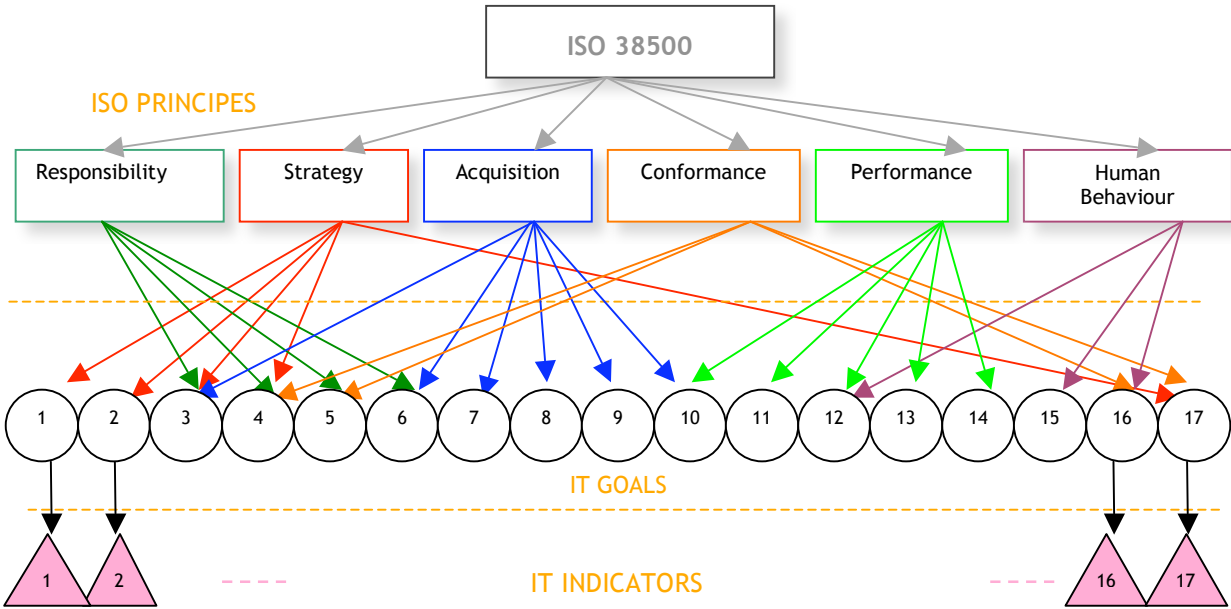 ISO 38500
ISO PRINCIPES
Responsibility
Strategy
Acquisition
Conformance
Performance
Human
Behaviour
1
2
3
4
5
6
7
8
9
10
11
12
13
14
15
16
17
IT GOALS
1
2
IT INDICATORS
16
17